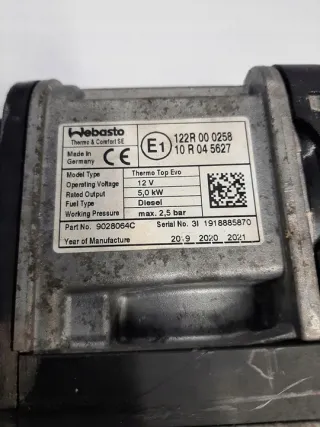 Webasto
Thermo & Comfort SE
Made in
Germany
CE
E1
122R 00 0258
10 R 04 5627
Model Type Thermo Top Evo
Operating Voltage 12 V
Rated Output 5,0 kW
Fuel Type Diesel
Working Pressure max. 2,5 bar
Part No. 9028064C Serial No. 3I 1918885870
Year of Manufacture 2019 2020 2021